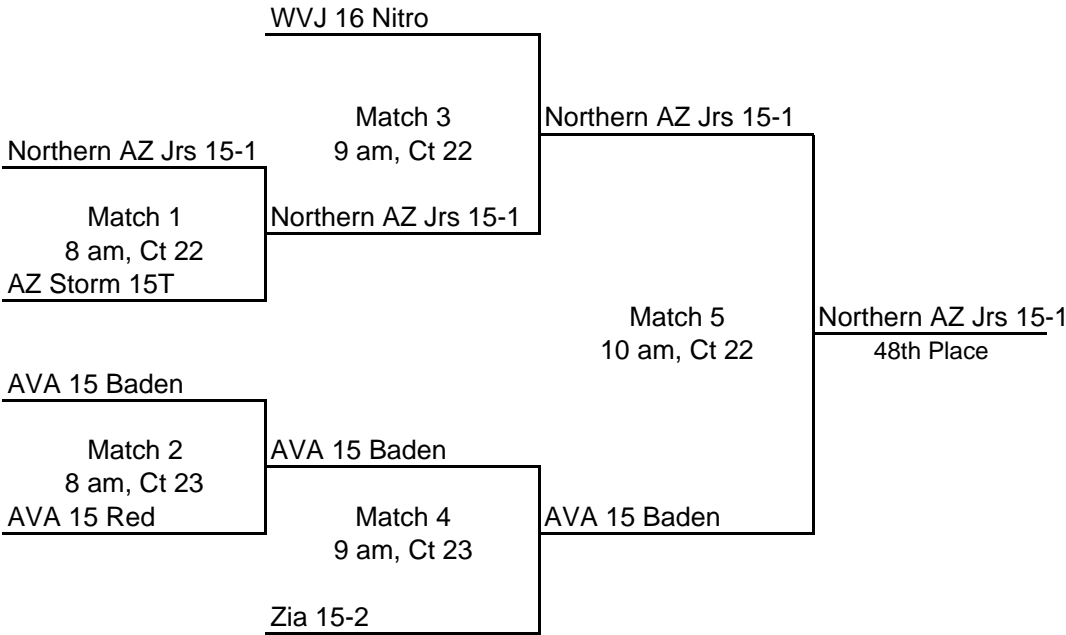 WVJ 16 Nitro
Match 3
9 am, Ct 22
Northern AZ Jrs 15-1
Northern AZ Jrs 15-1
Match 1
8 am, Ct 22
Northern AZ Jrs 15-1
AZ Storm 15T
Match 5
10 am, Ct 22
Northern AZ Jrs 15-1
48th Place
AVA 15 Baden
Match 2
8 am, Ct 23
AVA 15 Baden
AVA 15 Red
Match 4
9 am, Ct 23
AVA 15 Baden
Zia 15-2